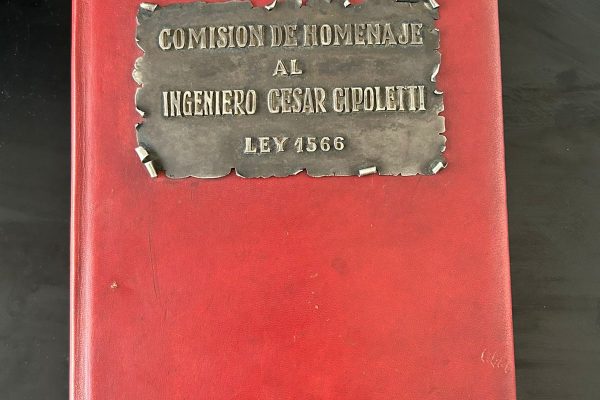 COMISION DE HOMENAJE
AL
INGENIERO CESAR CIPOLETTI
LEY 1566